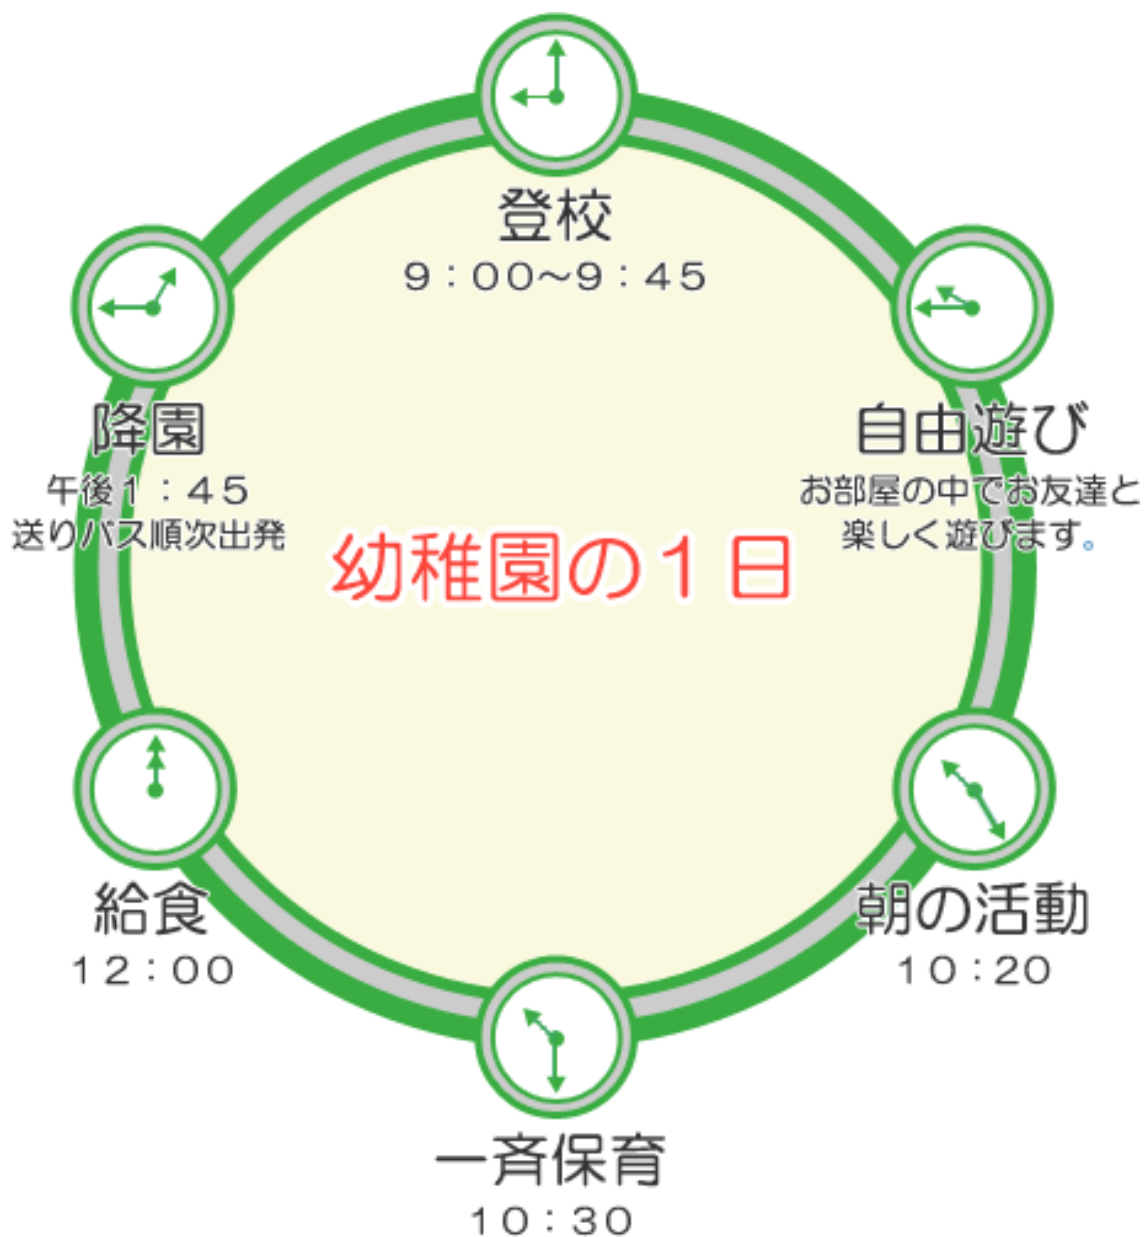 登校
9：00～9：45
自由遊び
お部屋の中でお友達と
楽しく遊びます。
朝の活動
10：20
一斉保育
10：30
給食
12：00
降園
午後1：45
送りバス順次出発
幼稚園の1日